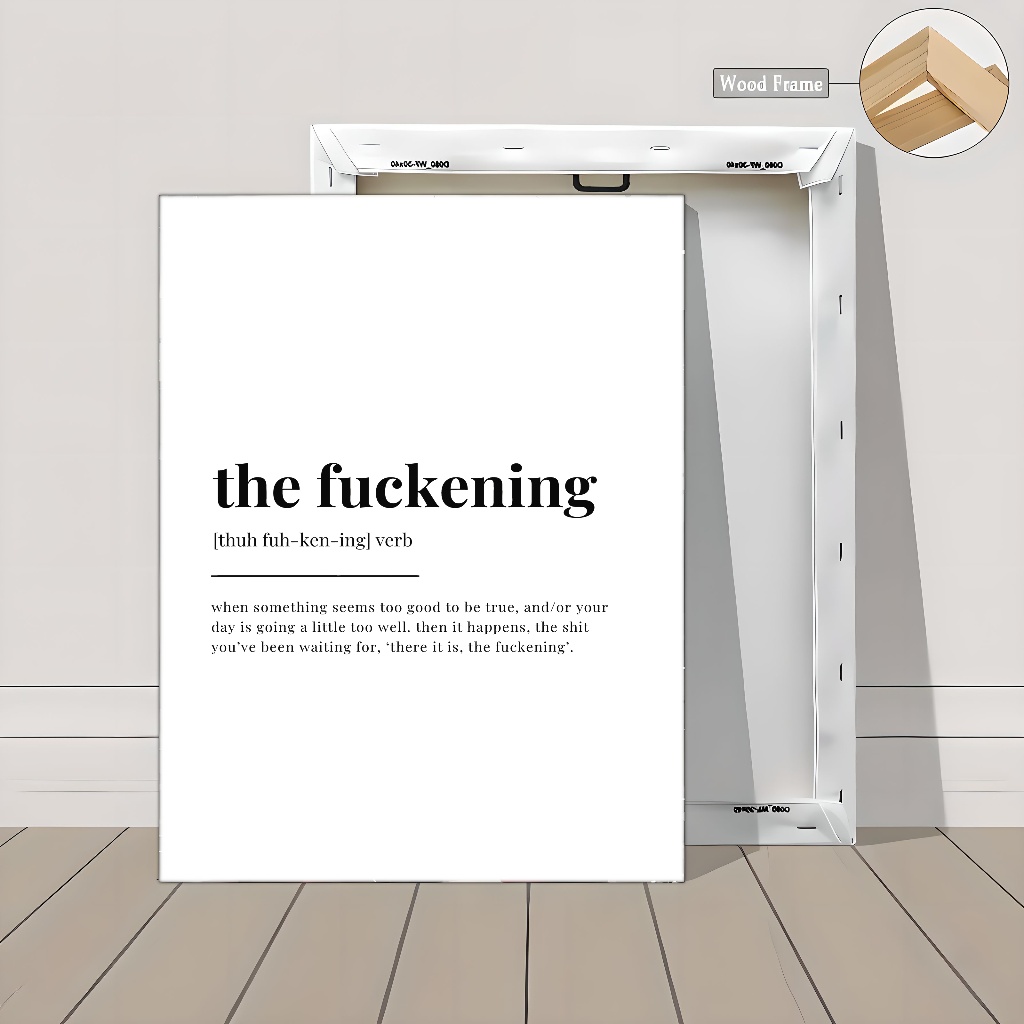 Wood Frame
the fuckening
[thuh fuh-ken-ing] verb
when something seems too good to be true, and/or your
day is going a little too well. then it happens, the shit
you've been waiting for, ‘there it is, the fuckening’.